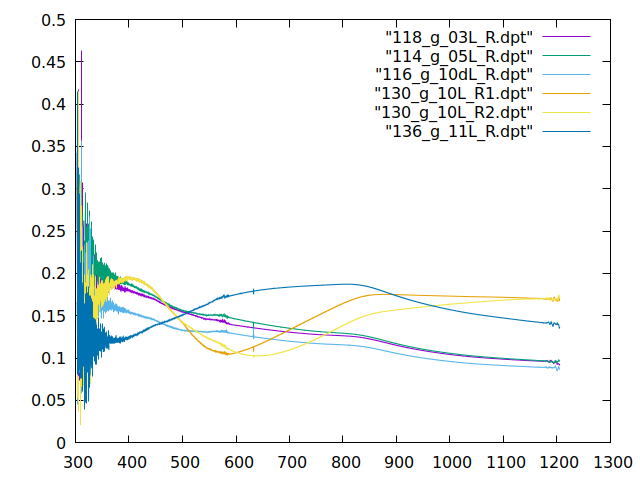 0.5
"118_g_03L_R.dpt"
"114_g_05L_R.dpt"
0.45
"116_g_10dL_R.dpt"
"130_g_10L_R1.dpt"
0.4
"130_g_10L_R2.dpt"
"136_g_11L_R.dpt"
0.35
0.3
0.25
0.2
0.15
0.1
0.05
0
300 400 500 600 700 800 900 1000 1100 1200 1300